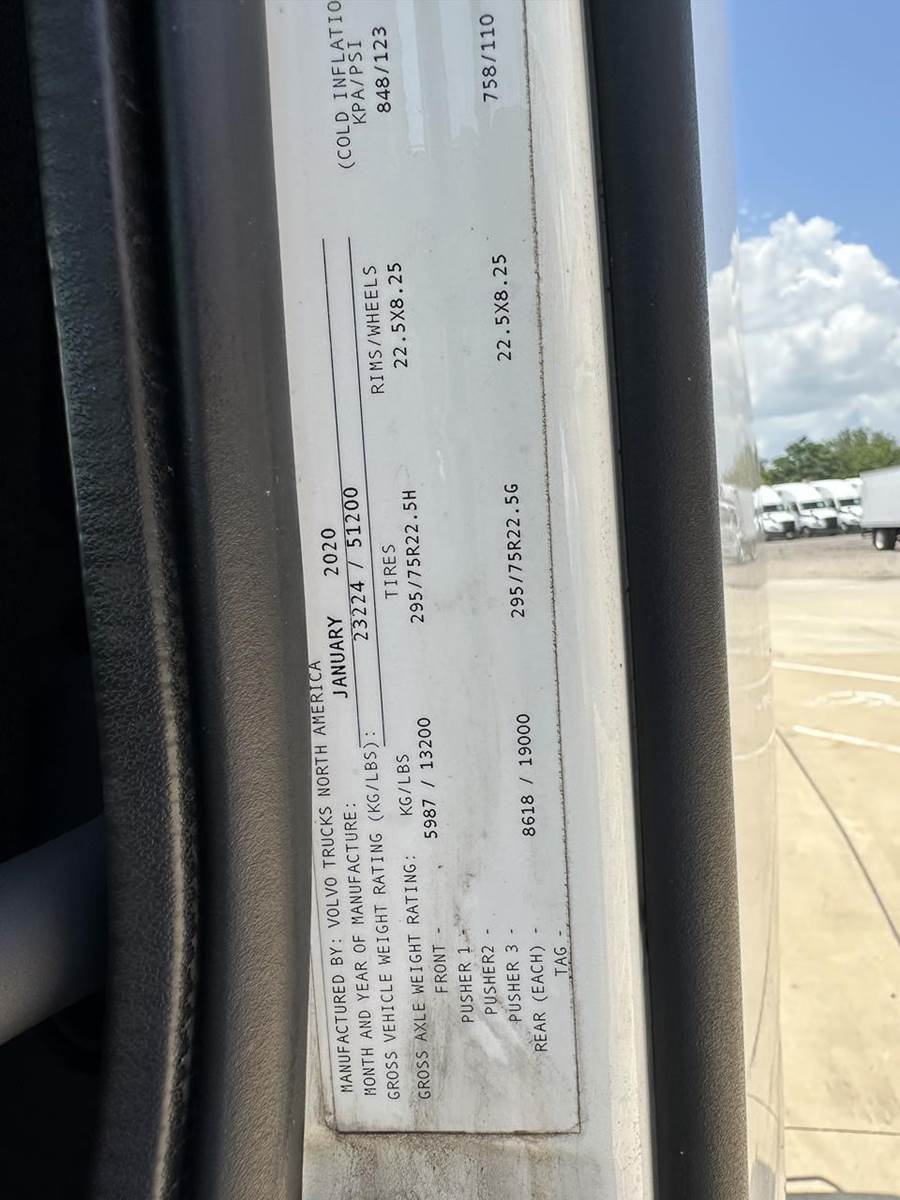 MANUFACTURED BY: VOLVO TRUCKS NORTH AMERICA
MONTH AND YEAR OF MANUFACTURE: JANUARY 2020
GROSS VEHICLE WEIGHT RATING (KG/LBS): 23224 / 51200
GROSS AXLE WEIGHT RATING: KG/LBS TIRES RIMS/WHEELS (COLD INFLATIO KPA/PSI
FRONT - 5987 / 13200 295/75R22.5H 22.5X8.25 848/123
PUSHER 1 -
PUSHER2 -
PUSHER 3 -
REAR (EACH) - 8618 / 19000 295/75R22.5G 22.5X8.25 758/110
TAG -